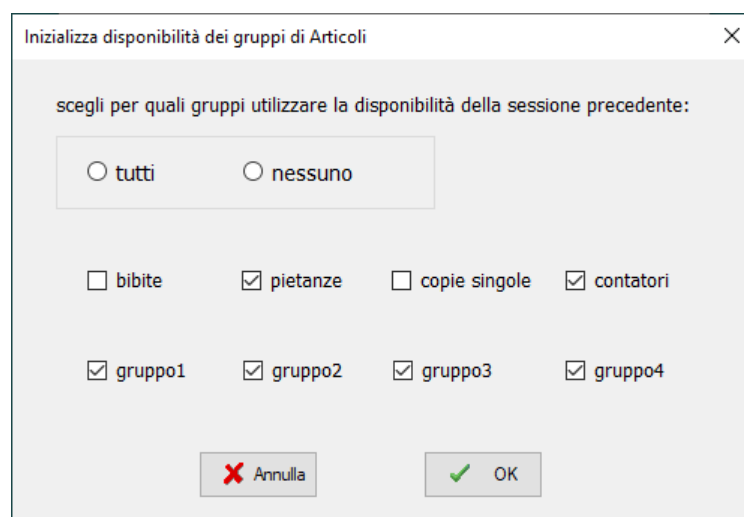 Inizializza disponibilità dei gruppi di Articoli
scegli per quali gruppi utilizzare la disponibilità della sessione precedente:
tutti nessuno
bibite pietanze copie singole contatori
gruppo1 gruppo2 gruppo3 gruppo4
Annulla OK